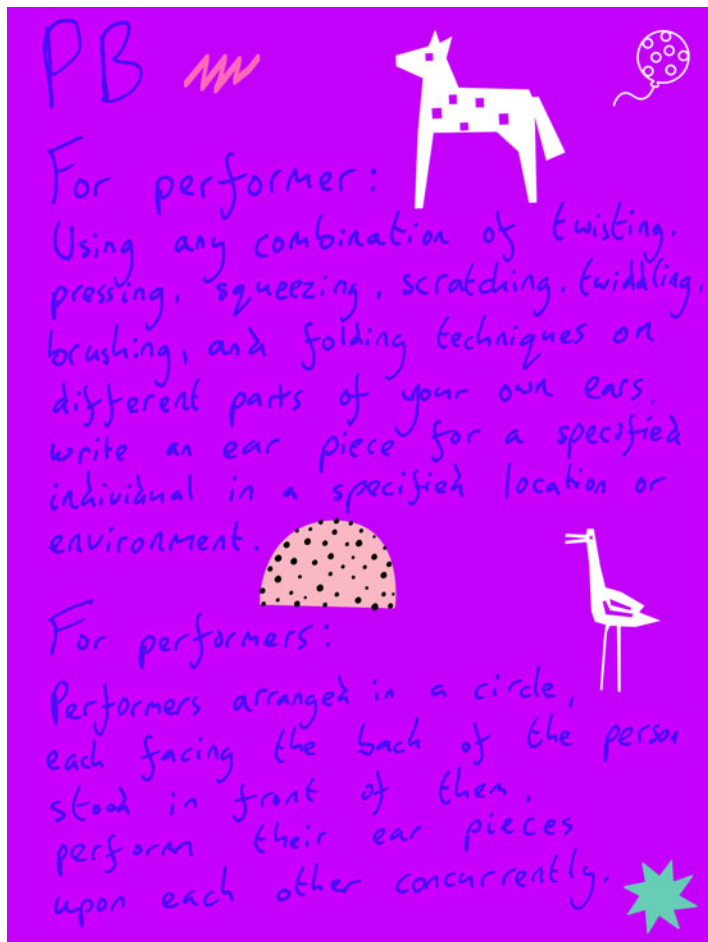 PB
For performer:
Using any combination of twisting,
pressing, squeezing, scratching, twiddling,
brushing, and folding techniques on
different parts of your own ears,
write an ear piece for a specified
individual in a specified location or
environment.
For performers:
Performers arranged in a circle,
each facing the back of the person
stood in front of them,
perform their ear pieces
upon each other concurrently.